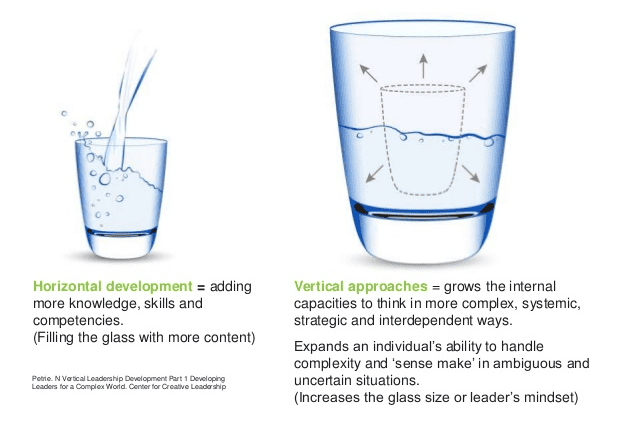 Horizontal development = adding
more knowledge, skills and
competencies.
(Filling the glass with more content)
Petrie. N Vertical Leadership Development Part 1 Developing
Leaders for a Complex World. Center for Creative Leadership
Vertical approaches = grows the internal
capacities to think in more complex, systemic,
strategic and interdependent ways.
Expands an individual’s ability to handle
complexity and ‘sense make’ in ambiguous and
uncertain situations.
(Increases the glass size or leader’s mindset)